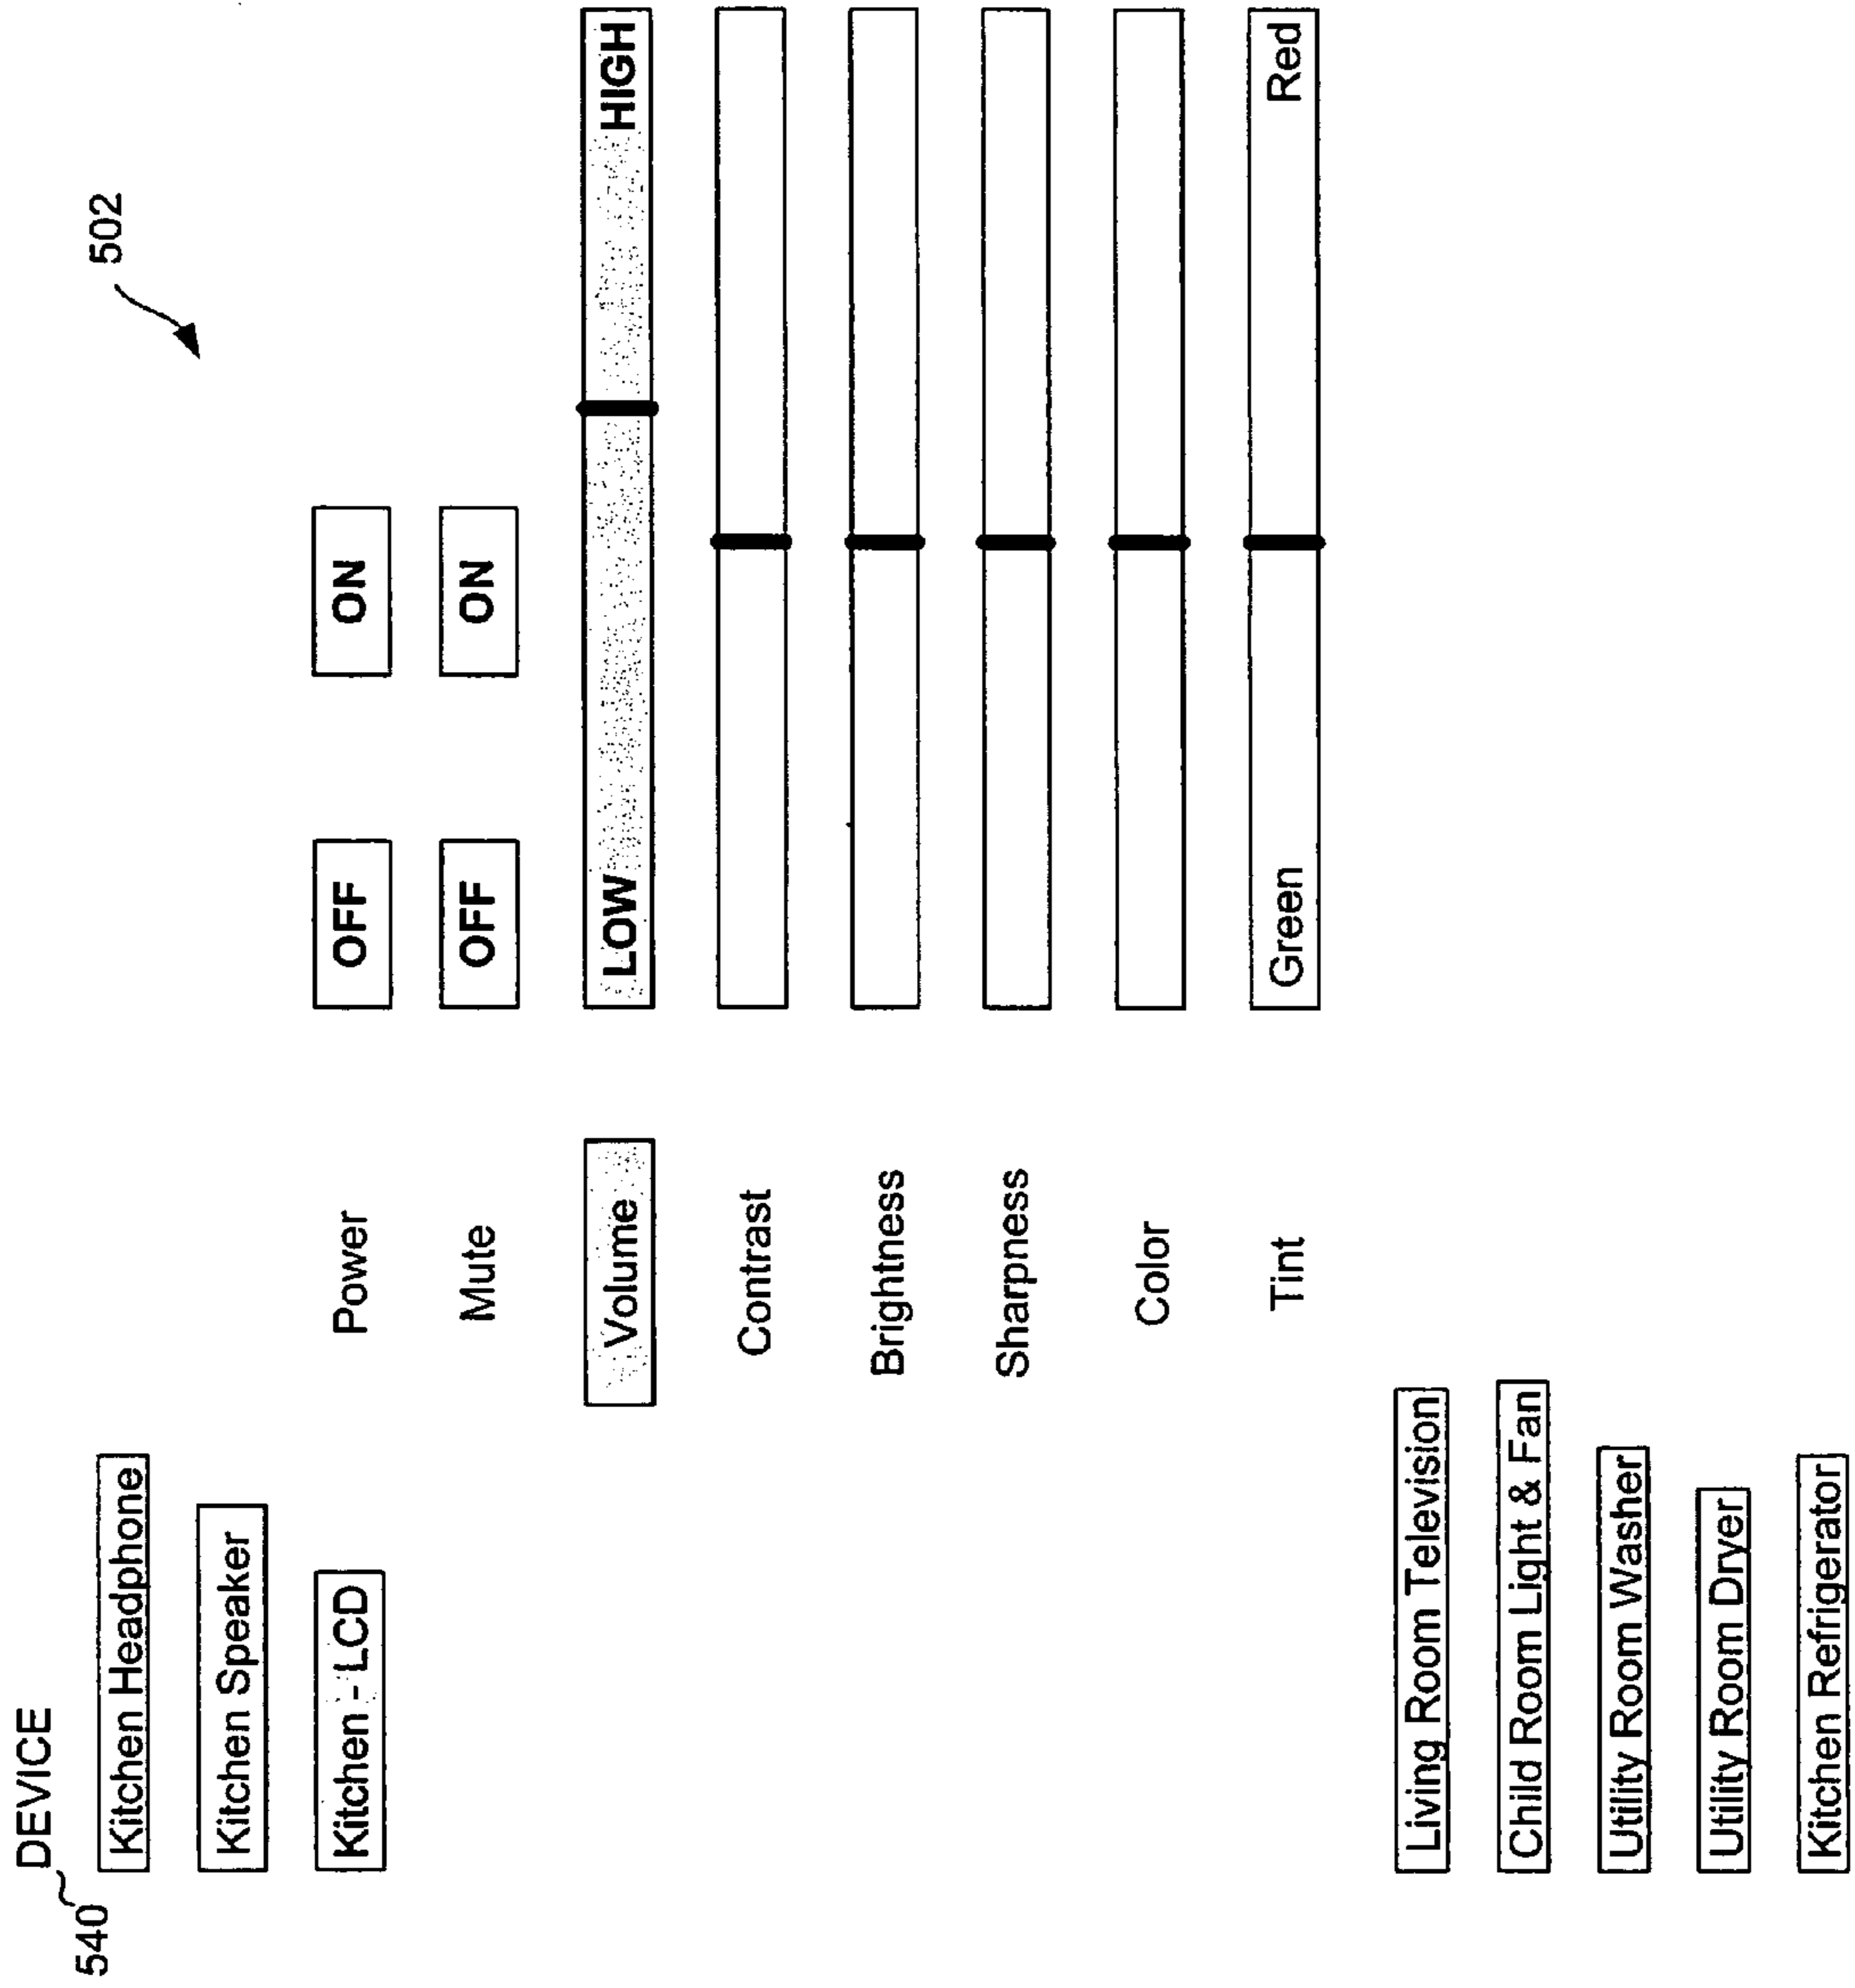 502
540
DEVICE
Kitchen Headphone
Kitchen Speaker
Kitchen - LCD
Power OFF ON
Mute OFF ON
Volume LOW HIGH
Contrast
Brightness
Sharpness
Color
Tint Green Red
Living Room Television
Child Room Light & Fan
Utility Room Washer
Utility Room Dryer
Kitchen Refrigerator